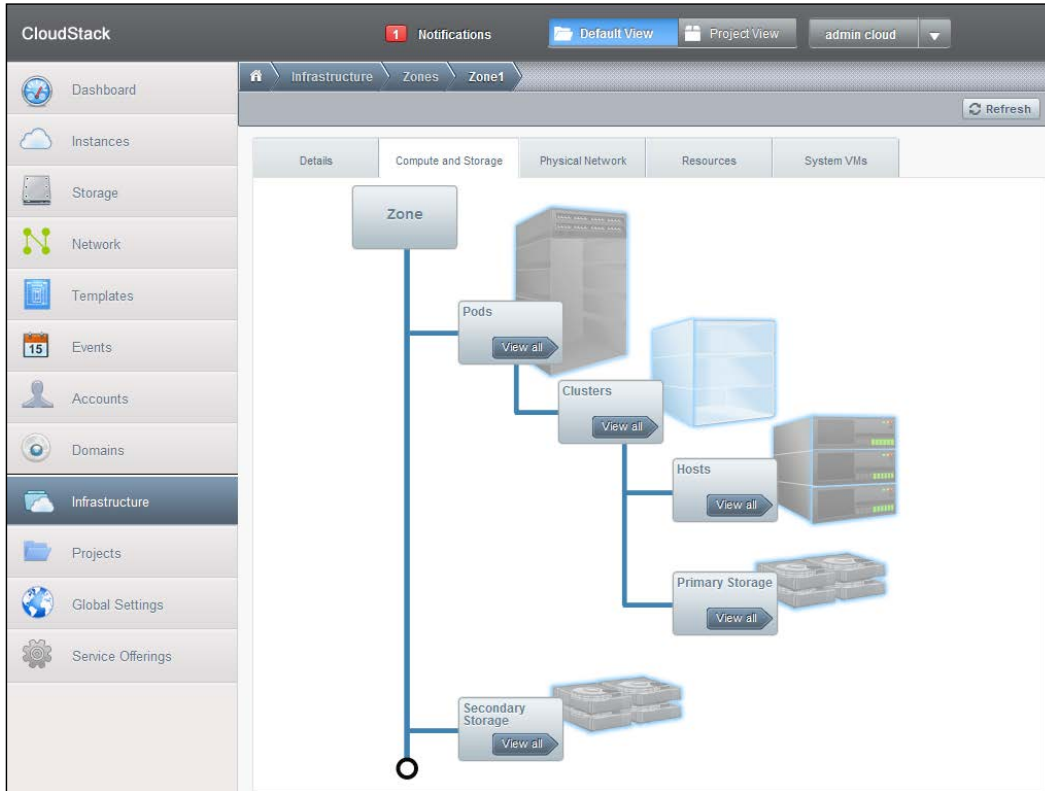 CloudStack
1 Notifications
Default View
Project View
admin cloud
Infrastructure
Zones
Zone1
Refresh
Dashboard
Instances
Storage
Network
Templates
15
Events
Accounts
Domains
Infrastructure
Projects
Global Settings
Service Offerings
Details
Compute and Storage
Physical Network
Resources
System VMs
Zone
Pods
View all
Clusters
View all
Hosts
View all
Primary Storage
View all
Secondary
Storage
View all